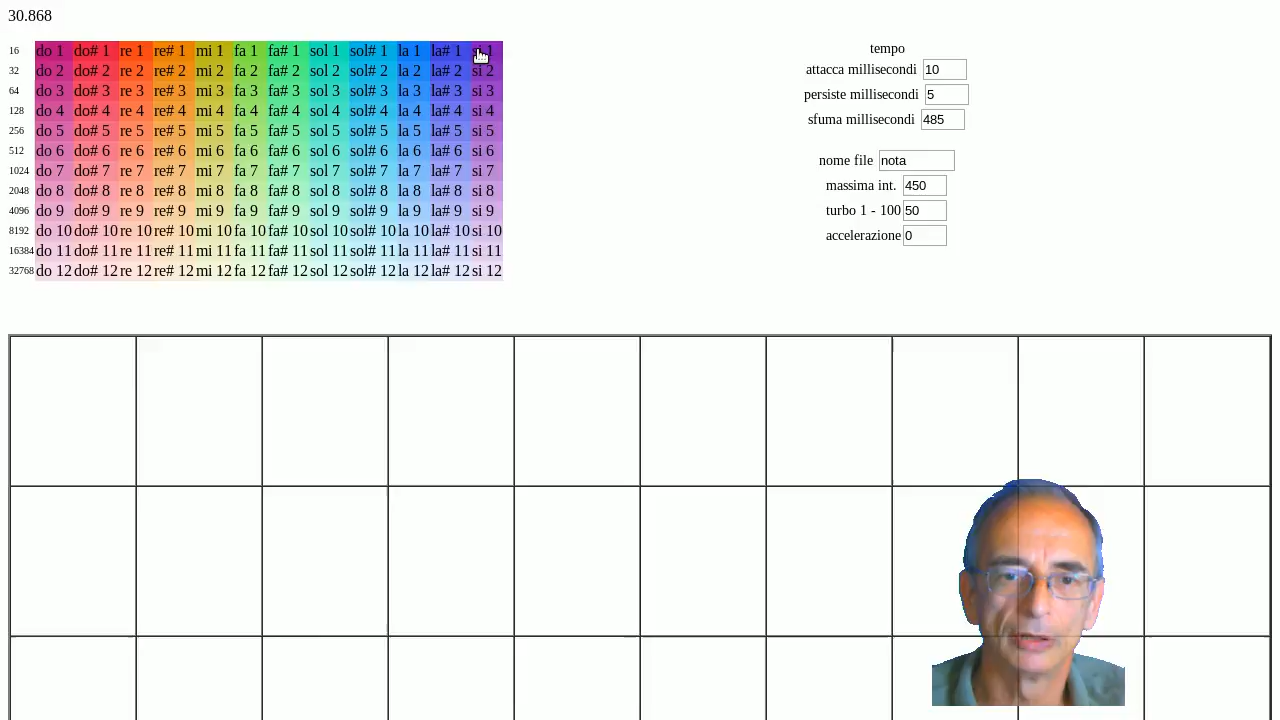 30.868
16 do 1 do# 1 re 1 re# 1 mi 1 fa 1 fa# 1 sol 1 sol# 1 la 1 la# 1 si 1
32 do 2 do# 2 re 2 re# 2 mi 2 fa 2 fa# 2 sol 2 sol# 2 la 2 la# 2 si 2
64 do 3 do# 3 re 3 re# 3 mi 3 fa 3 fa# 3 sol 3 sol# 3 la 3 la# 3 si 3
128 do 4 do# 4 re 4 re# 4 mi 4 fa 4 fa# 4 sol 4 sol# 4 la 4 la# 4 si 4
256 do 5 do# 5 re 5 re# 5 mi 5 fa 5 fa# 5 sol 5 sol# 5 la 5 la# 5 si 5
512 do 6 do# 6 re 6 re# 6 mi 6 fa 6 fa# 6 sol 6 sol# 6 la 6 la# 6 si 6
1024 do 7 do# 7 re 7 re# 7 mi 7 fa 7 fa# 7 sol 7 sol# 7 la 7 la# 7 si 7
2048 do 8 do# 8 re 8 re# 8 mi 8 fa 8 fa# 8 sol 8 sol# 8 la 8 la# 8 si 8
4096 do 9 do# 9 re 9 re# 9 mi 9 fa 9 fa# 9 sol 9 sol# 9 la 9 la# 9 si 9
8192 do 10 do# 10 re 10 re# 10 mi 10 fa 10 fa# 10 sol 10 sol# 10 la 10 la# 10 si 10
16384 do 11 do# 11 re 11 re# 11 mi 11 fa 11 fa# 11 sol 11 sol# 11 la 11 la# 11 si 11
32768 do 12 do# 12 re 12 re# 12 mi 12 fa 12 fa# 12 sol 12 sol# 12 la 12 la# 12 si 12
tempo
attacca millisecondi 10
persiste millisecondi 5
sfuma millisecondi 485
nome file nota
massima int. 450
turbo 1 - 100 50
accelerazione 0